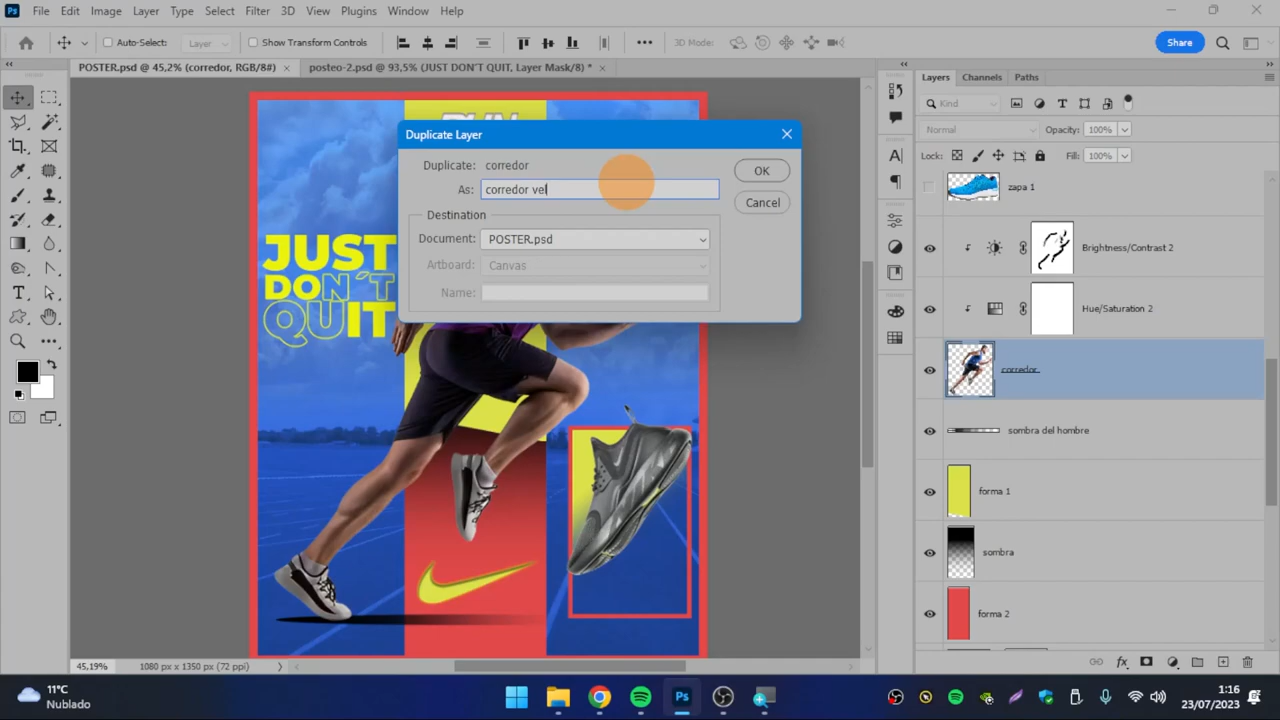 Ps File Edit Image Layer Type Select Filter 3D View Plugins Window Help
Auto-Select: Layer Show Transform Controls 3D Mode: Share
POSTER.psd @ 45,2% (corredor, RGB/8#) × posteo-2.psd @ 93,5% (JUST DON'T QUIT, Layer Mask/8) * ×
Layers Channels Paths
Kind
Normal Opacity: 100%
Lock: Fill: 100%
zapa 1
Brightness/Contrast 2
Hue/Saturation 2
corredor
sombra del hombre
forma 1
sombra
forma 2
Duplicate Layer
Duplicate: corredor
As: corredor vel
OK
Cancel
Destination
Document: POSTER.psd
Artboard: Canvas
Name:
JUST
DON´T
QUIT
45,19% 1080 px x 1350 px (72 ppi)
11°C
Nublado
Ps
1:16
23/07/2023